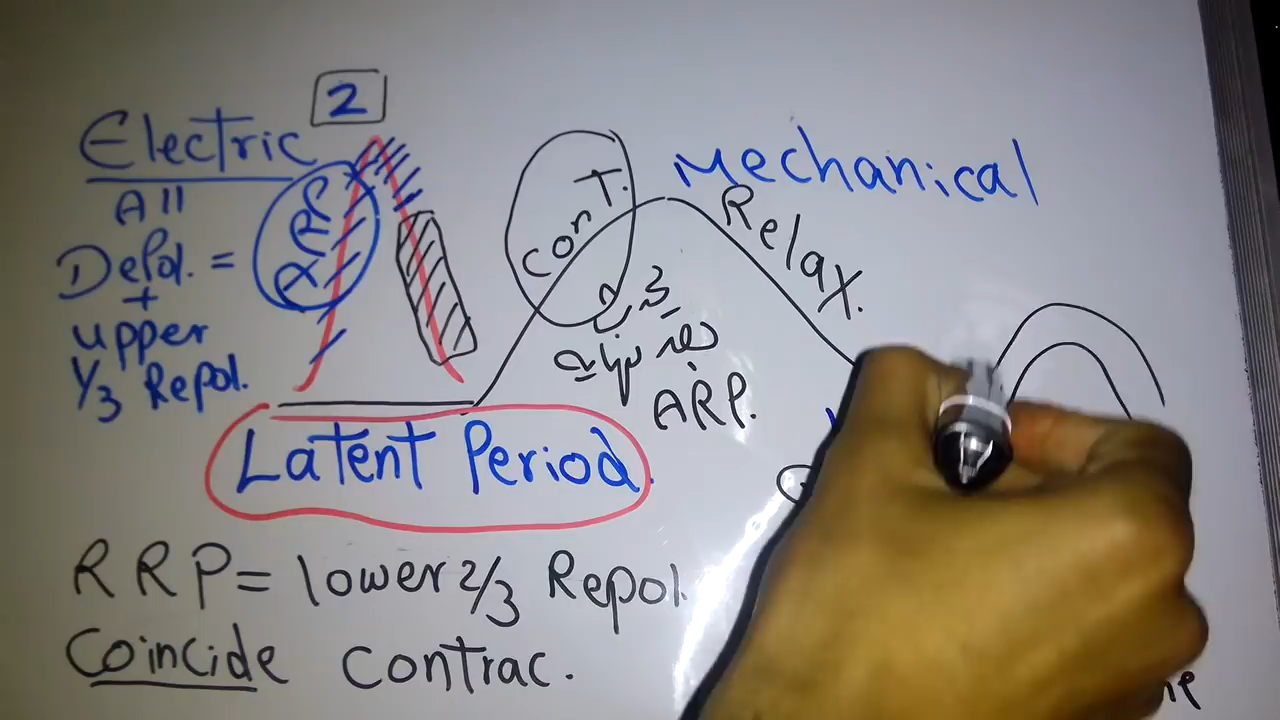 2
Electric
All
Depol. = ARP
+
upper
1/3 Repol.
Cont.
Mechanical
Relax.
ARP.
Latent Period.
RRP = lower 2/3 Repol.
Coincide Contrac.